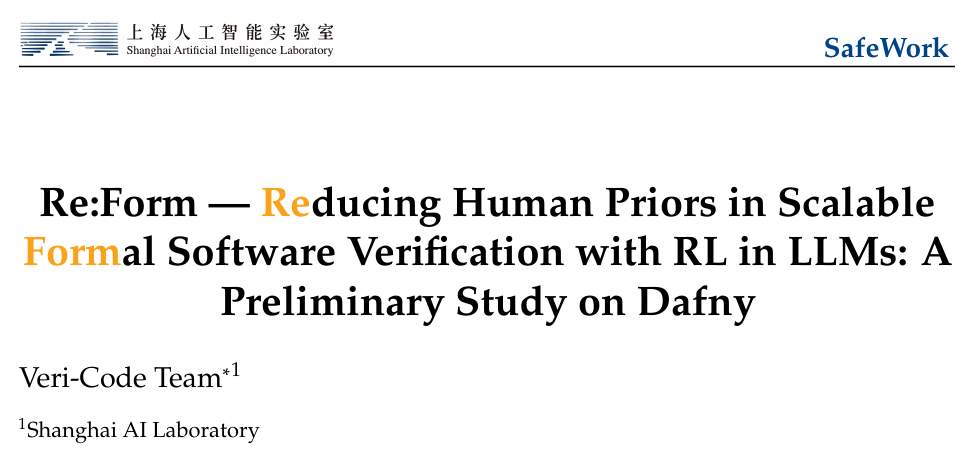 上海人工智能实验室
Shanghai Artificial Intelligence Laboratory
SafeWork
Re:Form — Reducing Human Priors in Scalable
Formal Software Verification with RL in LLMs: A
Preliminary Study on Dafny
Veri-Code Team*1
1Shanghai AI Laboratory